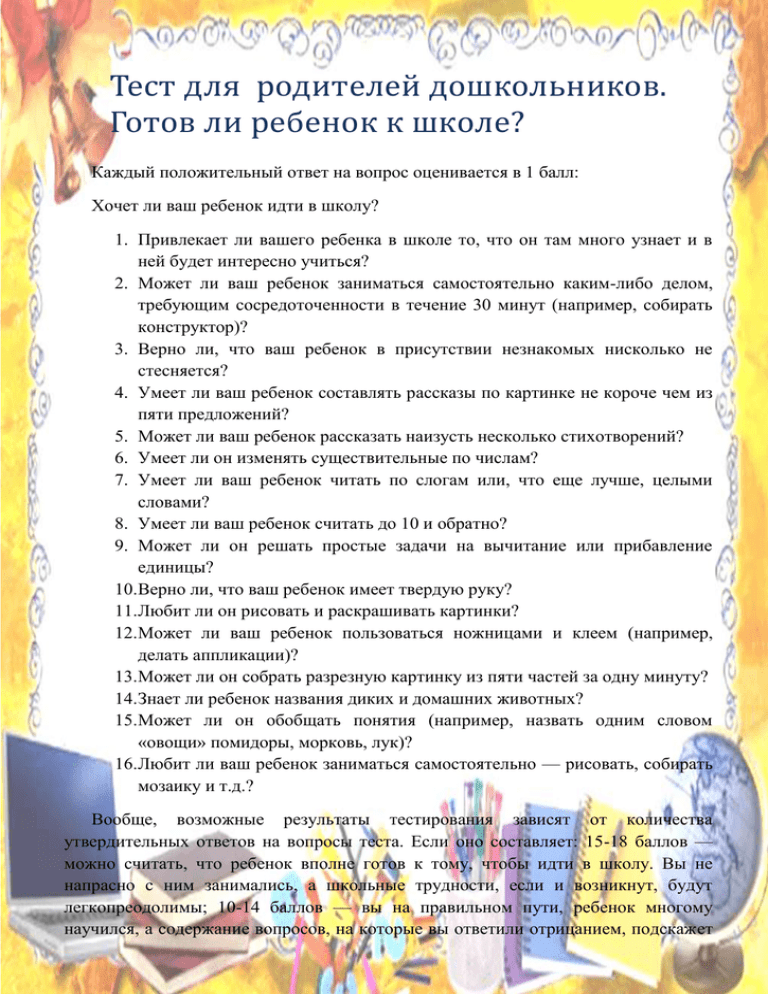 Тест для родителей дошкольников.
Готов ли ребенок к школе?
Каждый положительный ответ на вопрос оценивается в 1 балл:
Хочет ли ваш ребенок идти в школу?
1. Привлекает ли вашего ребенка в школе то, что он там много узнает и в
ней будет интересно учиться?
2. Может ли ваш ребенок заниматься самостоятельно каким-либо делом,
требующим сосредоточенности в течение 30 минут (например, собирать
конструктор)?
3. Верно ли, что ваш ребенок в присутствии незнакомых нисколько не
стесняется?
4. Умеет ли ваш ребенок составлять рассказы по картинке не короче чем из
пяти предложений?
5. Может ли ваш ребенок рассказать наизусть несколько стихотворений?
6. Умеет ли он изменять существительные по числам?
7. Умеет ли ваш ребенок читать по слогам или, что еще лучше, целыми
словами?
8. Умеет ли ваш ребенок считать до 10 и обратно?
9. Может ли он решать простые задачи на вычитание или прибавление
единицы?
10.Верно ли, что ваш ребенок имеет твердую руку?
11.Любит ли он рисовать и раскрашивать картинки?
12.Может ли ваш ребенок пользоваться ножницами и клеем (например,
делать аппликации)?
13.Может ли он собрать разрезную картинку из пяти частей за одну минуту?
14.Знает ли ребенок названия диких и домашних животных?
15.Может ли он обобщать понятия (например, назвать одним словом
«овощи» помидоры, морковь, лук)?
16.Любит ли ваш ребенок заниматься самостоятельно — рисовать, собирать
мозаику и т.д.?
Вообще, возможные результаты тестирования зависят от количества
утвердительных ответов на вопросы теста. Если оно составляет: 15-18 баллов —
можно считать, что ребенок вполне готов к тому, чтобы идти в школу. Вы не
напрасно с ним занимались, а школьные трудности, если и возникнут, будут
легкопреодолимы; 10-14 баллов — вы на правильном пути, ребенок многому
научился, а содержание вопросов, на которые вы ответили отрицанием, подскажет